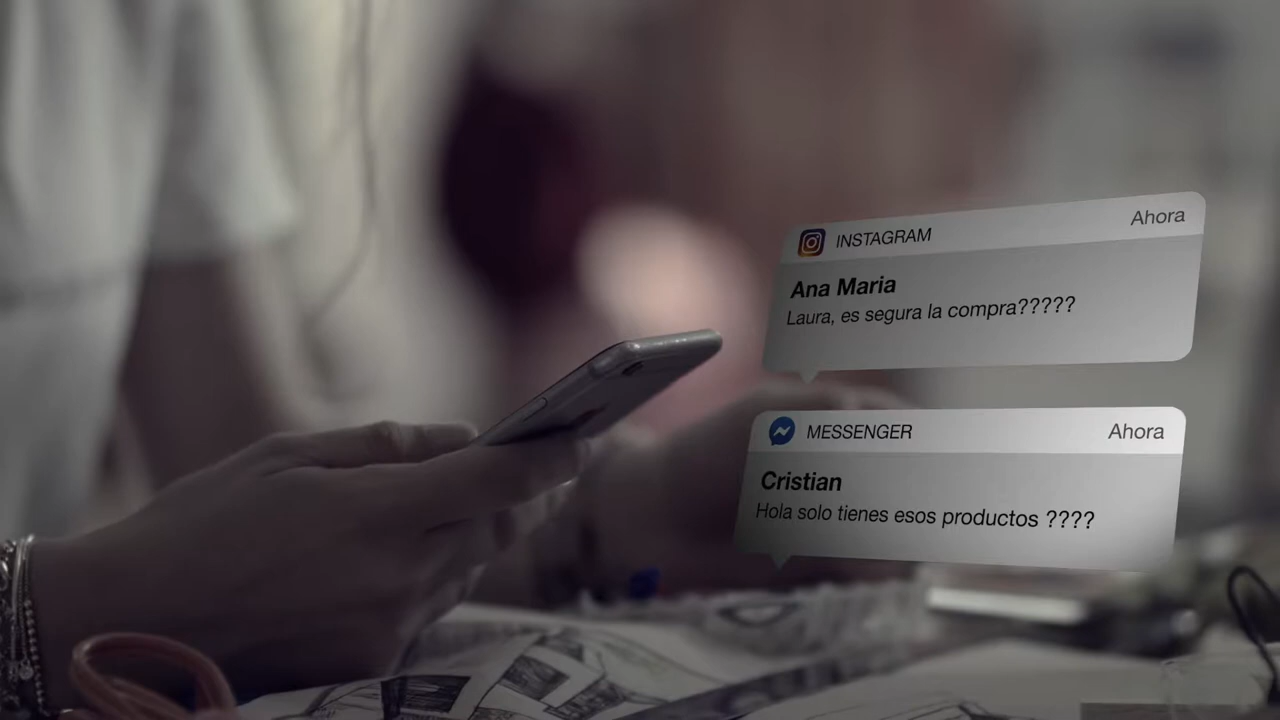 INSTAGRAM Ahora
Ana Maria
Laura, es segura la compra?????
MESSENGER Ahora
Cristian
Hola solo tienes esos productos ????